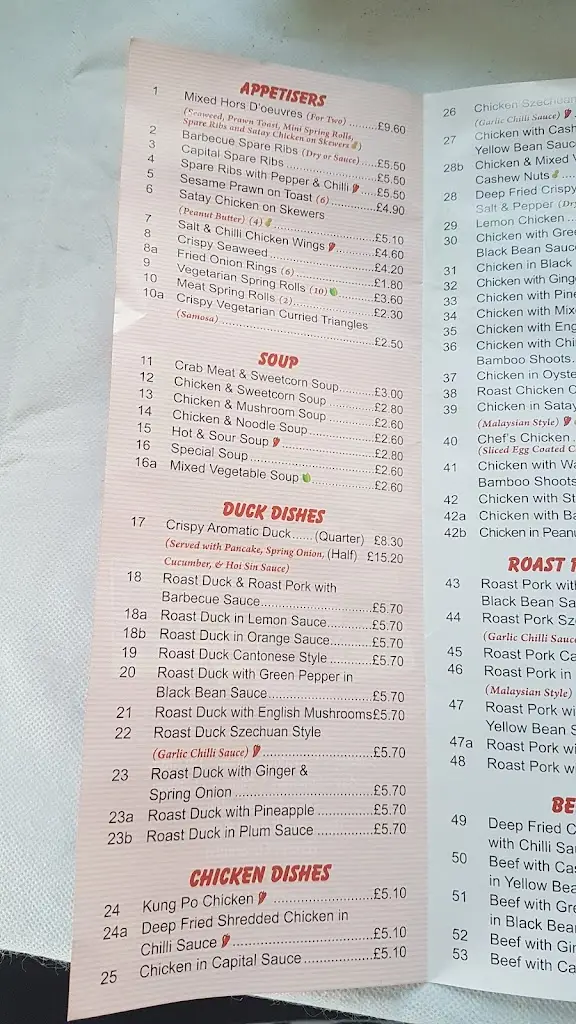 APPETISERS
1 Mixed Hors D'oeuvres (For Two) .........£9.60
(Seaweed, Prawn Toast, Mini Spring Rolls,
Spare Ribs and Satay Chicken on Skewers)
2 Barbecue Spare Ribs (Dry or Sauce).....£5.50
3 Capital Spare Ribs ..............................£5.50
4 Spare Ribs with Pepper & Chilli ......£5.50
5 Sesame Prawn on Toast (6)..................£4.90
6 Satay Chicken on Skewers
(Peanut Butter) (4) ..........................£5.10
7 Salt & Chilli Chicken Wings ............£4.60
8 Crispy Seaweed ..............................£4.20
8a Fried Onion Rings (6) ........................£1.80
9 Vegetarian Spring Rolls (10) ............£3.60
10 Meat Spring Rolls (2)........................£2.30
10a Crispy Vegetarian Curried Triangles
(Samosa)........................................£2.50
SOUP
11 Crab Meat & Sweetcorn Soup.........£3.00
12 Chicken & Sweetcorn Soup............£2.80
13 Chicken & Mushroom Soup ............£2.60
14 Chicken & Noodle Soup..................£2.60
15 Hot & Sour Soup ........................£2.80
16 Special Soup ..............................£2.60
16a Mixed Vegetable Soup ..................£2.60
DUCK DISHES
17 Crispy Aromatic Duck......(Quarter) £8.30
(Served with Pancake, Spring Onion, (Half) £15.20
Cucumber, & Hoi Sin Sauce)
18 Roast Duck & Roast Pork with
Barbecue Sauce.............................£5.70
18a Roast Duck in Lemon Sauce............£5.70
18b Roast Duck in Orange Sauce...........£5.70
19 Roast Duck Cantonese Style ...........£5.70
20 Roast Duck with Green Pepper in
Black Bean Sauce...........................£5.70
21 Roast Duck with English Mushrooms£5.70
22 Roast Duck Szechuan Style
(Garlic Chilli Sauce) ........................£5.70
23 Roast Duck with Ginger &
Spring Onion ..................................£5.70
23a Roast Duck with Pineapple ..............£5.70
23b Roast Duck in Plum Sauce ..............£5.70
CHICKEN DISHES
24 Kung Po Chicken ........................£5.10
24a Deep Fried Shredded Chicken in
Chilli Sauce ..............................£5.10
25 Chicken in Capital Sauce.................£5.10
26 Chicken Szechuan
(Garlic Chilli Sauce)
27 Chicken with Cash
Yellow Bean Sauc
28b Chicken & Mixed
Cashew Nuts ....
28 Deep Fried Crispy
Salt & Pepper (Dry
29 Lemon Chicken ..
30 Chicken with Gree
Black Bean Sauce
31 Chicken in Black
32 Chicken with Ging
33 Chicken with Pine
34 Chicken with Mix
35 Chicken with Eng
36 Chicken with Chi
Bamboo Shoots.
37 Chicken in Oyste
38 Roast Chicken C
39 Chicken in Satay
(Malaysian Style)
40 Chef's Chicken
(Sliced Egg Coated C
41 Chicken with Wa
Bamboo Shoots
42 Chicken with St
42a Chicken with Ba
42b Chicken in Peanu
ROAST
43 Roast Pork with
Black Bean Sa
44 Roast Pork Sz
(Garlic Chilli Sauce
45 Roast Pork Ca
46 Roast Pork in
(Malaysian Style)
47 Roast Pork wi
Yellow Bean S
47a Roast Pork wi
48 Roast Pork w
BE
49 Deep Fried C
with Chilli Sa
50 Beef with Cas
in Yellow Bea
51 Beef with Gre
in Black Bean
52 Beef with Gin
53 Beef with Ca